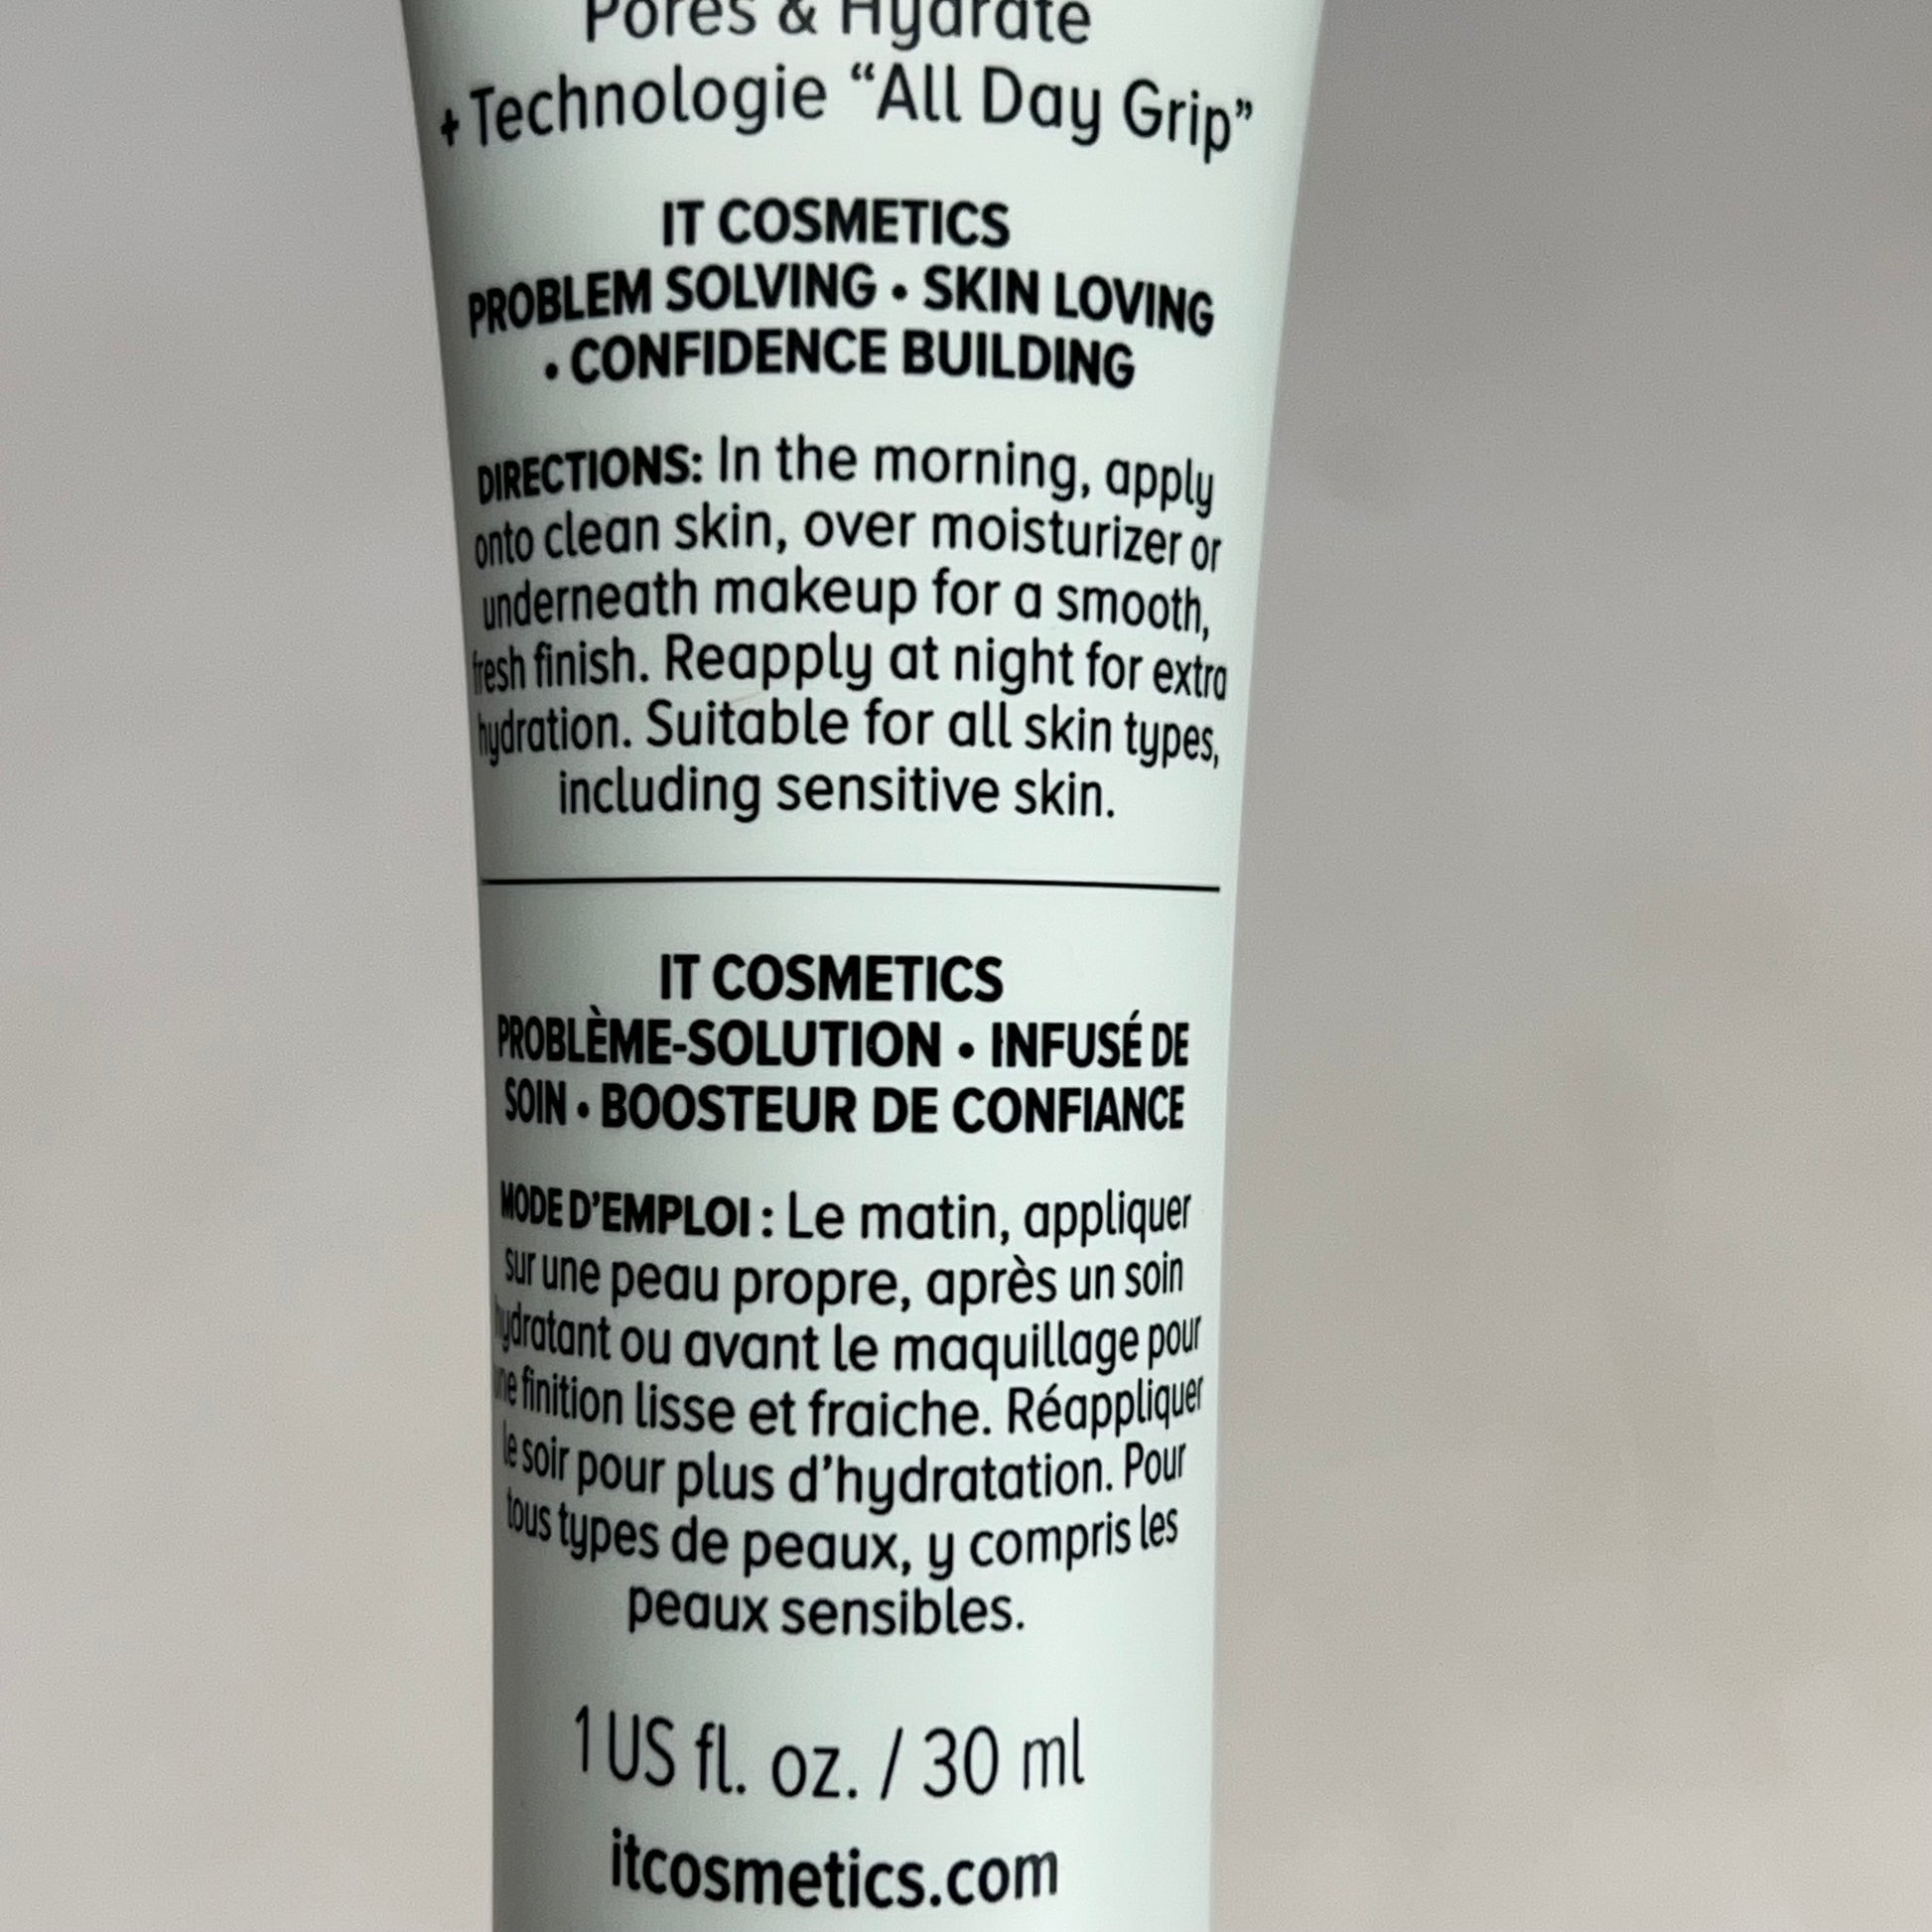 Pores & Hydrate
+ Technologie “All Day Grip”
IT COSMETICS
PROBLEM SOLVING • SKIN LOVING
• CONFIDENCE BUILDING
DIRECTIONS: In the morning, apply
onto clean skin, over moisturizer or
underneath makeup for a smooth,
fresh finish. Reapply at night for extra
hydration. Suitable for all skin types,
including sensitive skin.
IT COSMETICS
PROBLÈME-SOLUTION • INFUSÉ DE
SOIN • BOOSTEUR DE CONFIANCE
MODE D’EMPLOI : Le matin, appliquer
sur une peau propre, après un soin
hydratant ou avant le maquillage pour
une finition lisse et fraiche. Réappliquer
le soir pour plus d’hydratation. Pour
tous types de peaux, y compris les
peaux sensibles.
1 US fl. oz. / 30 ml
itcosmetics.com